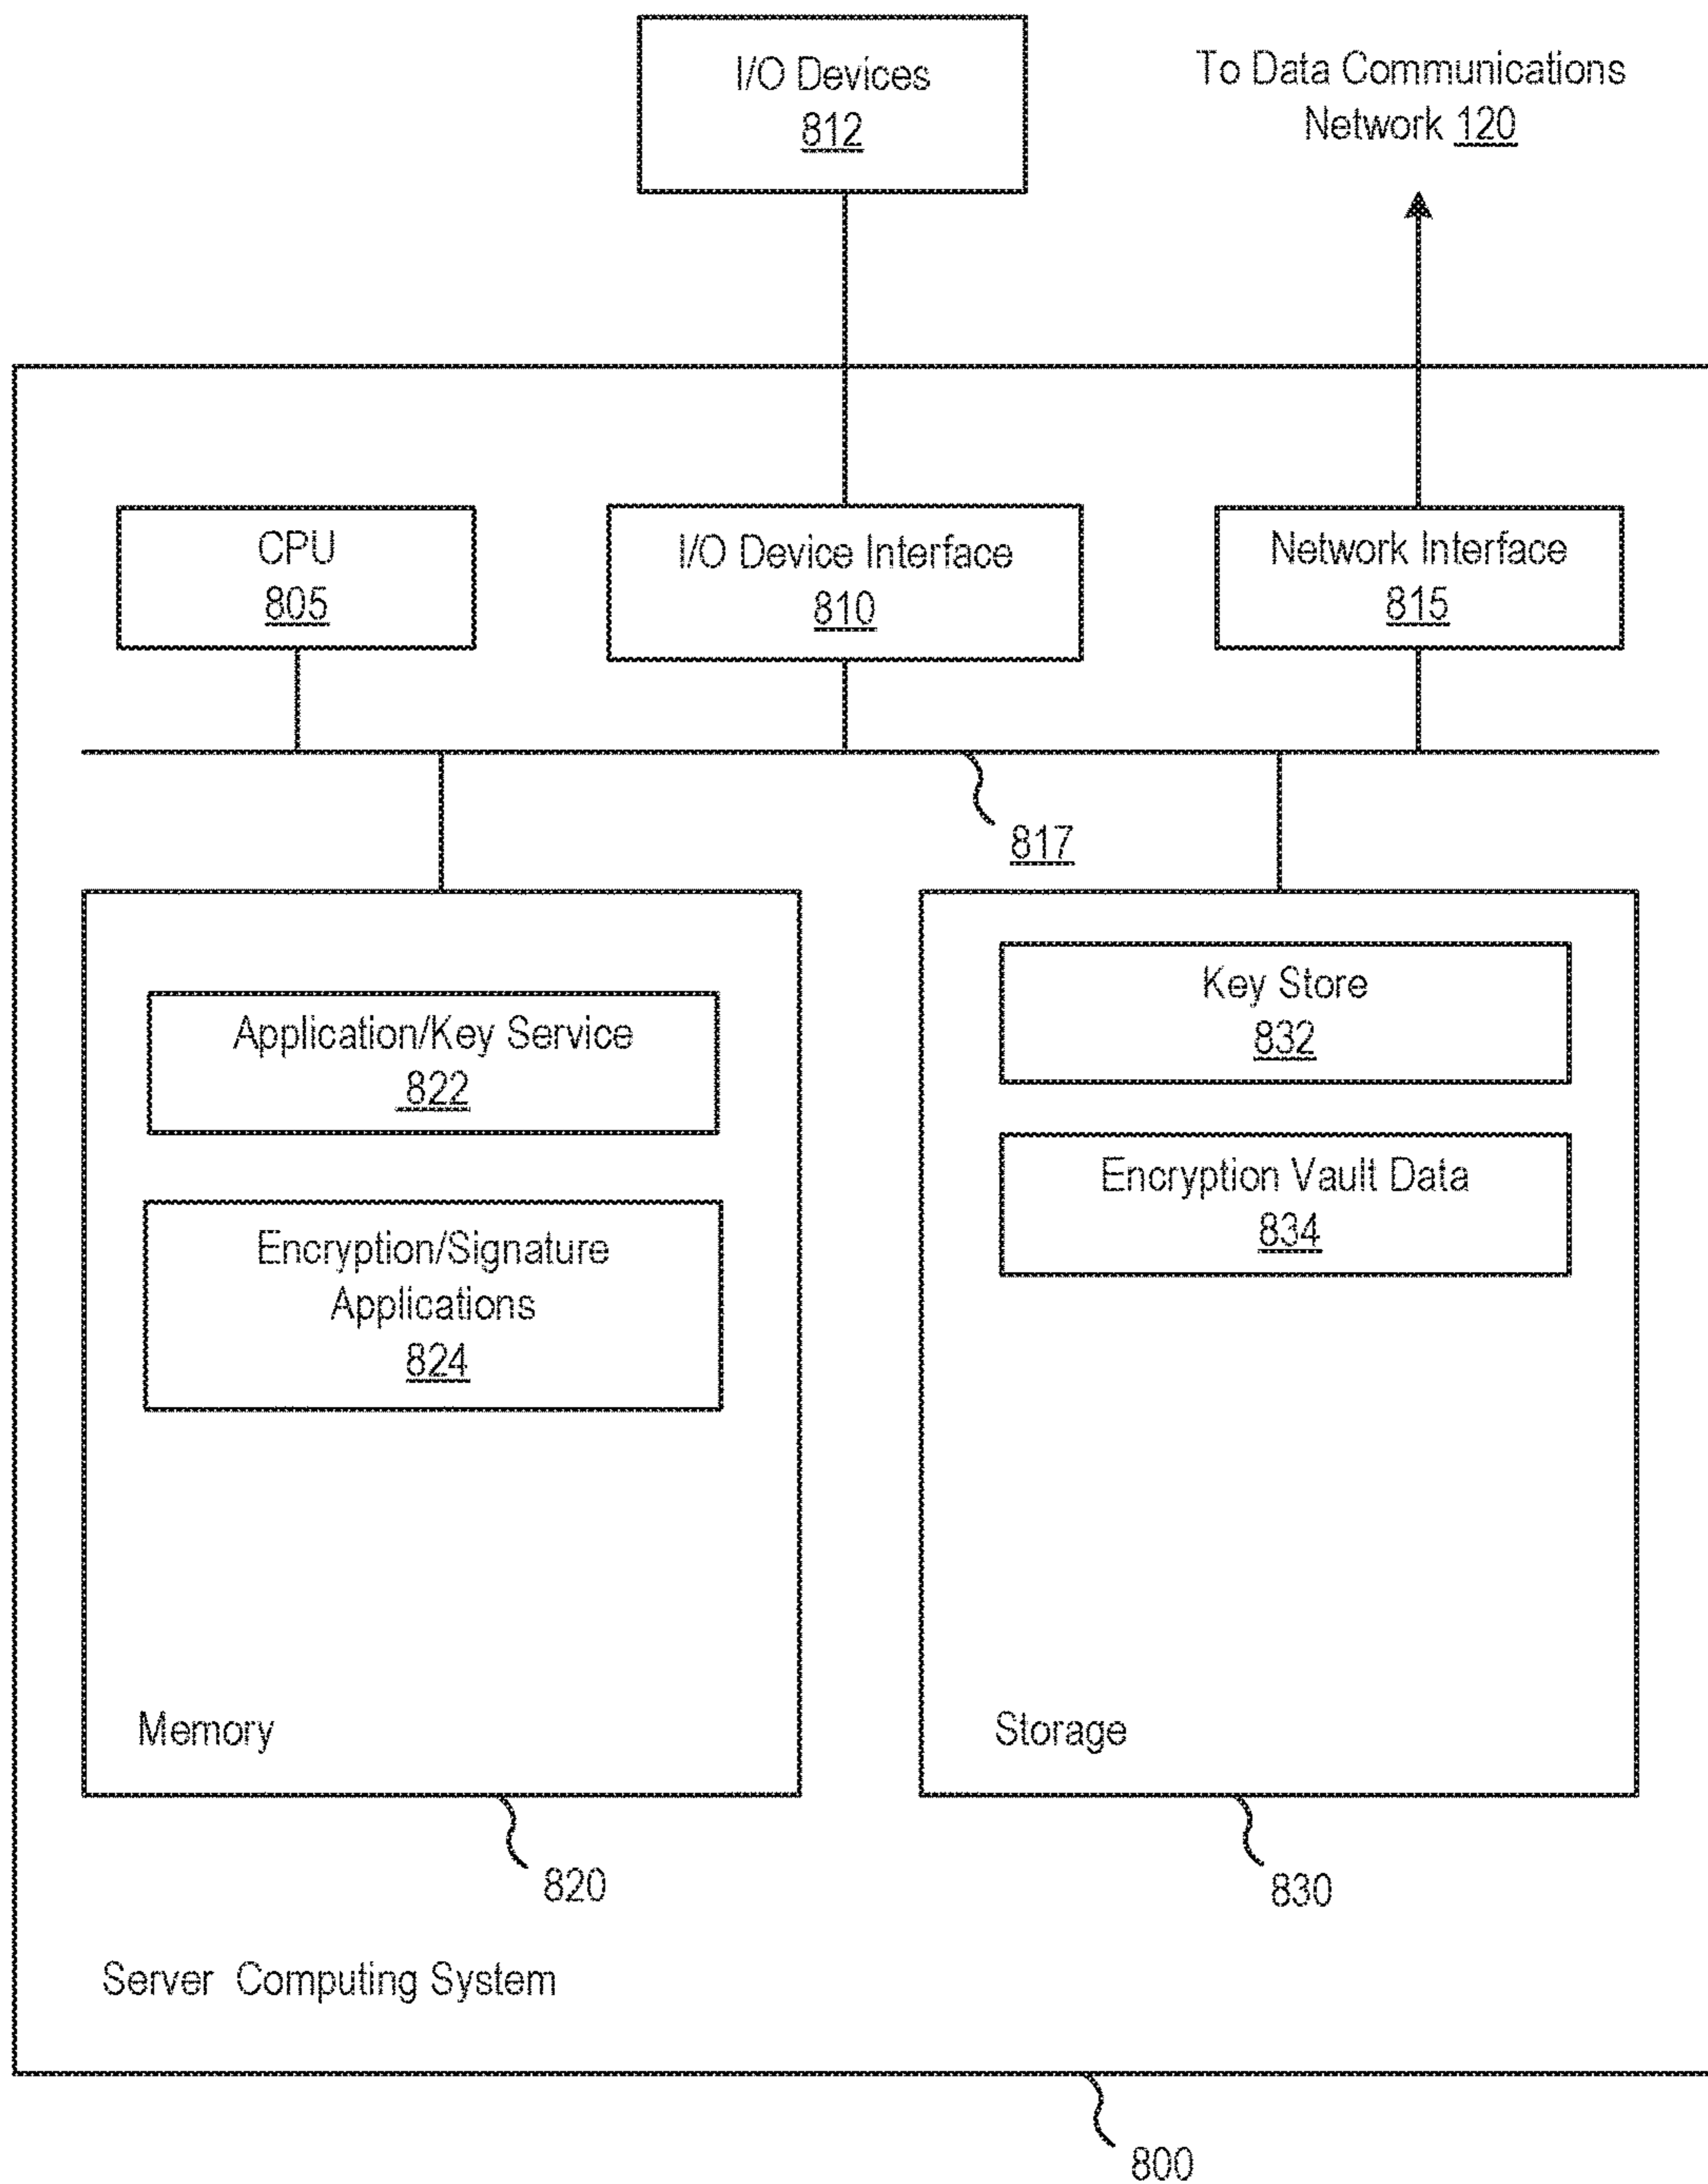 I/O Devices
812
To Data Communications
Network 120
CPU
805
I/O Device Interface
810
Network Interface
815
817
Application/Key Service
822
Encryption/Signature
Applications
824
Memory
820
Key Store
832
Encryption Vault Data
834
Storage
830
Server Computing System
800